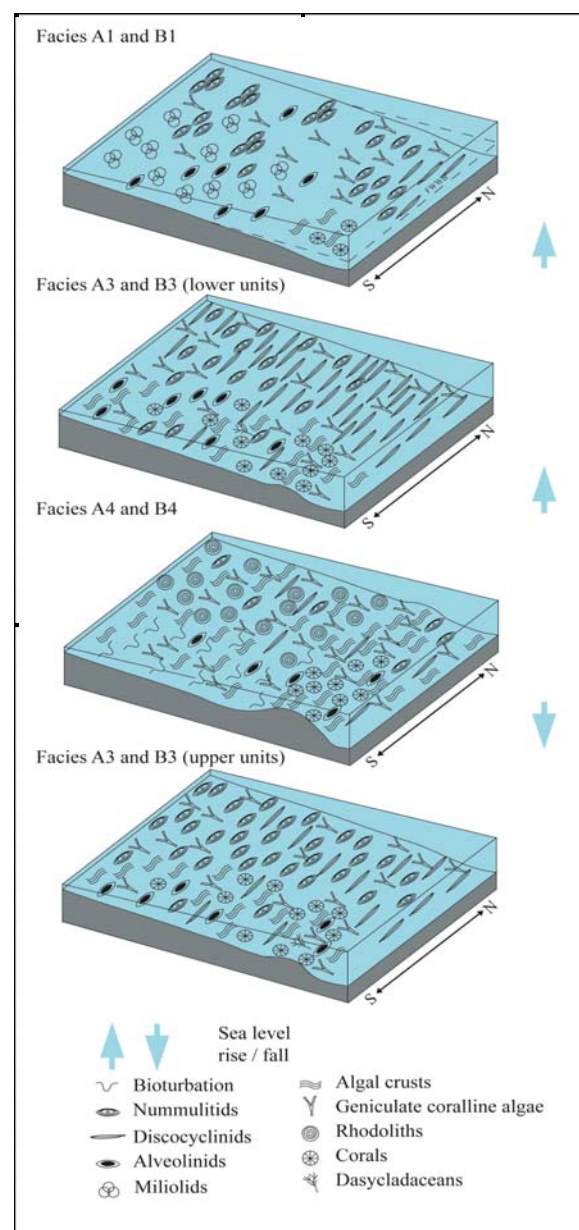 Facies A1 and B1
N
S
Facies A3 and B3 (lower units)
N
S
Facies A4 and B4
N
S
Facies A3 and B3 (upper units)
N
S
Sea level
rise / fall
Bioturbation
Nummulitids
Discocyclinids
Alveolinids
Miliolids
Algal crusts
Geniculate coralline algae
Rhodoliths
Corals
Dasycladaceans